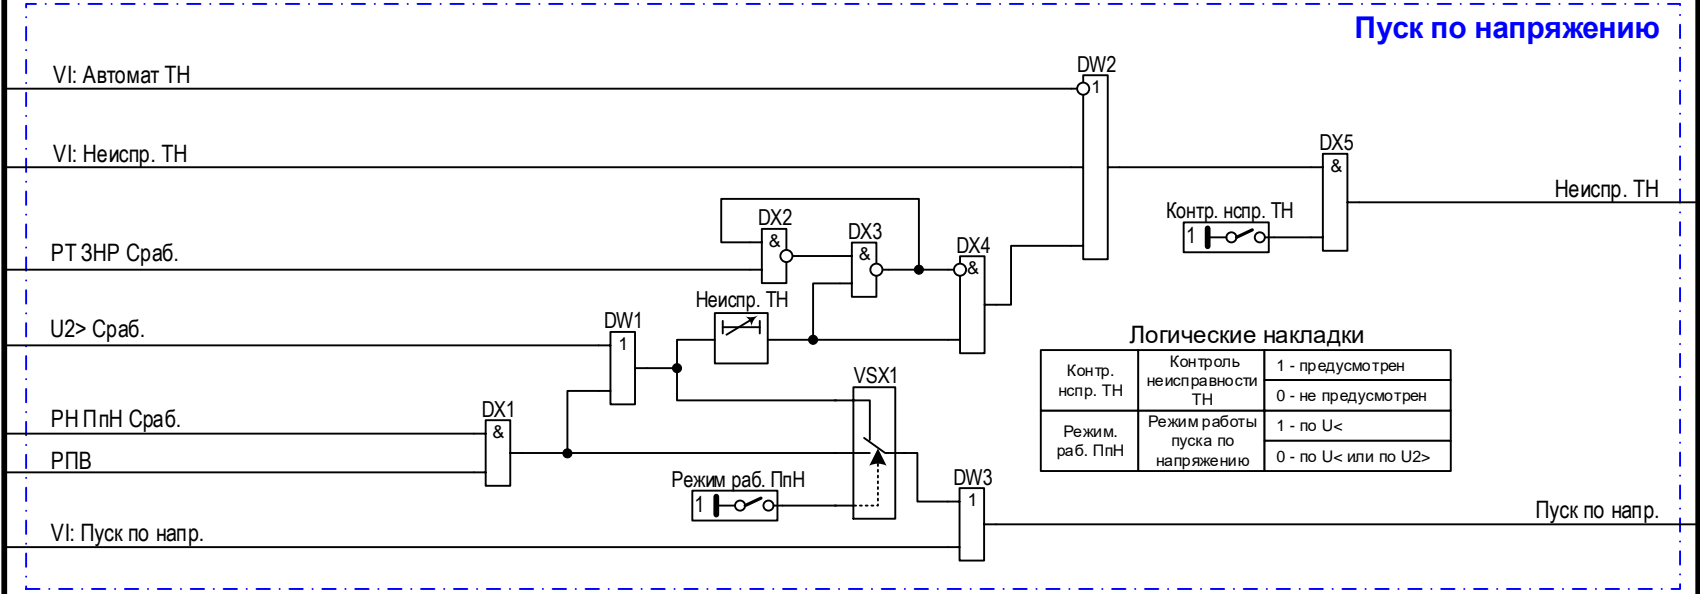 Пуск по напряжению
VI: Автомат ТН
DW2
1
VI: Неиспр. ТН
DX5
&
Неиспр. ТН
Контр. нспр. ТН
1
DX2
&
DX3
&
DX4
&
РТ ЗНР Сраб.
Неиспр. ТН
U2> Сраб.
DW1
1
Логические накладки
Контр.
нспр. ТН
Контроль
неисправности
ТН
1 - предусмотрен
0 - не предусмотрен
Режим.
раб. ПпН
Режим работы
пуска по
напряжению
1 - по U<
0 - по U< или по U2>
VSX1
РН ПпН Сраб.
DX1
&
РПВ
Режим раб. ПпН
1
DW3
1
Пуск по напр.
VI: Пуск по напр.